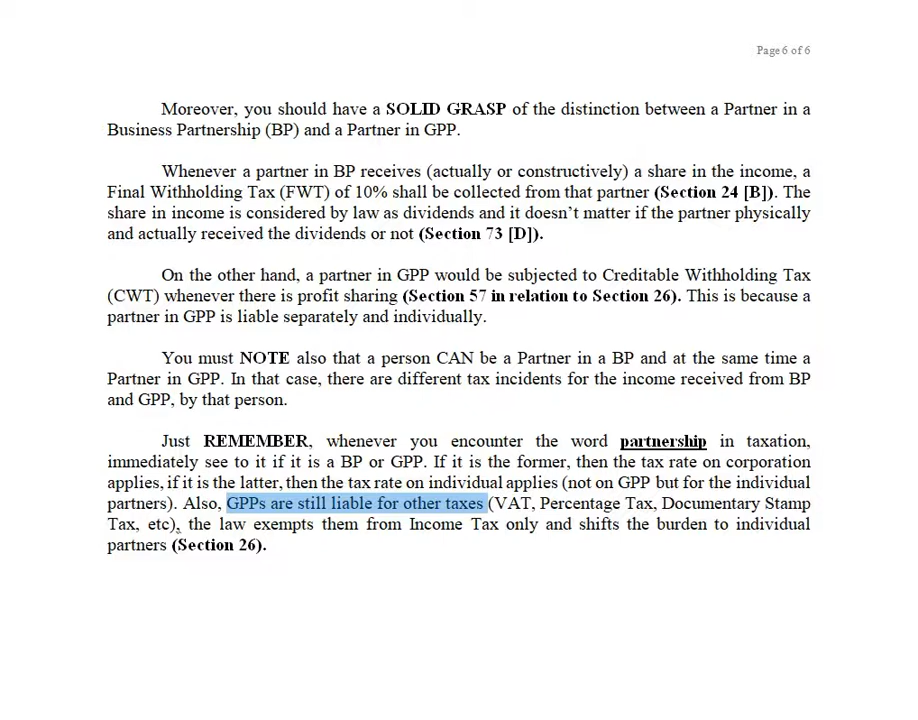 Page 6 of 6
Moreover, you should have a SOLID GRASP of the distinction between a Partner in a
Business Partnership (BP) and a Partner in GPP.
Whenever a partner in BP receives (actually or constructively) a share in the income, a
Final Withholding Tax (FWT) of 10% shall be collected from that partner (Section 24 [B]). The
share in income is considered by law as dividends and it doesn’t matter if the partner physically
and actually received the dividends or not (Section 73 [D]).
On the other hand, a partner in GPP would be subjected to Creditable Withholding Tax
(CWT) whenever there is profit sharing (Section 57 in relation to Section 26). This is because a
partner in GPP is liable separately and individually.
You must NOTE also that a person CAN be a Partner in a BP and at the same time a
Partner in GPP. In that case, there are different tax incidents for the income received from BP
and GPP, by that person.
Just REMEMBER, whenever you encounter the word partnership in taxation,
immediately see to it if it is a BP or GPP. If it is the former, then the tax rate on corporation
applies, if it is the latter, then the tax rate on individual applies (not on GPP but for the individual
partners). Also, GPPs are still liable for other taxes (VAT, Percentage Tax, Documentary Stamp
Tax, etc), the law exempts them from Income Tax only and shifts the burden to individual
partners (Section 26).